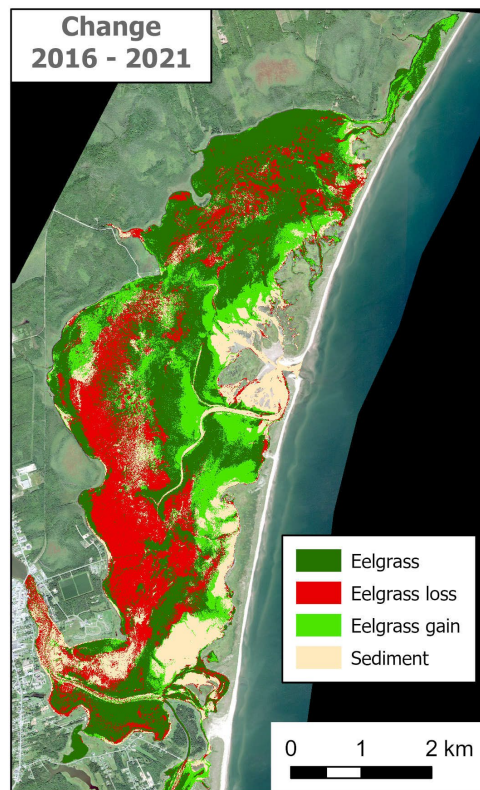 Change
2016 - 2021
Eelgrass
Eelgrass loss
Eelgrass gain
Sediment
0 1 2 km